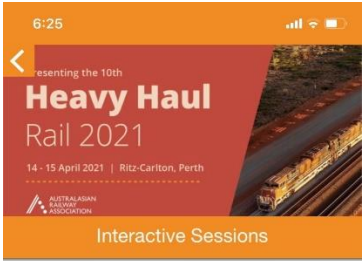 6:25
resenting the 10th
Heavy Haul
Rail 2021
14 - 15 April 2021 | Ritz-Carlton, Perth
AUSTRALASIAN
RAILWAY
ASSOCIATION
Interactive Sessions